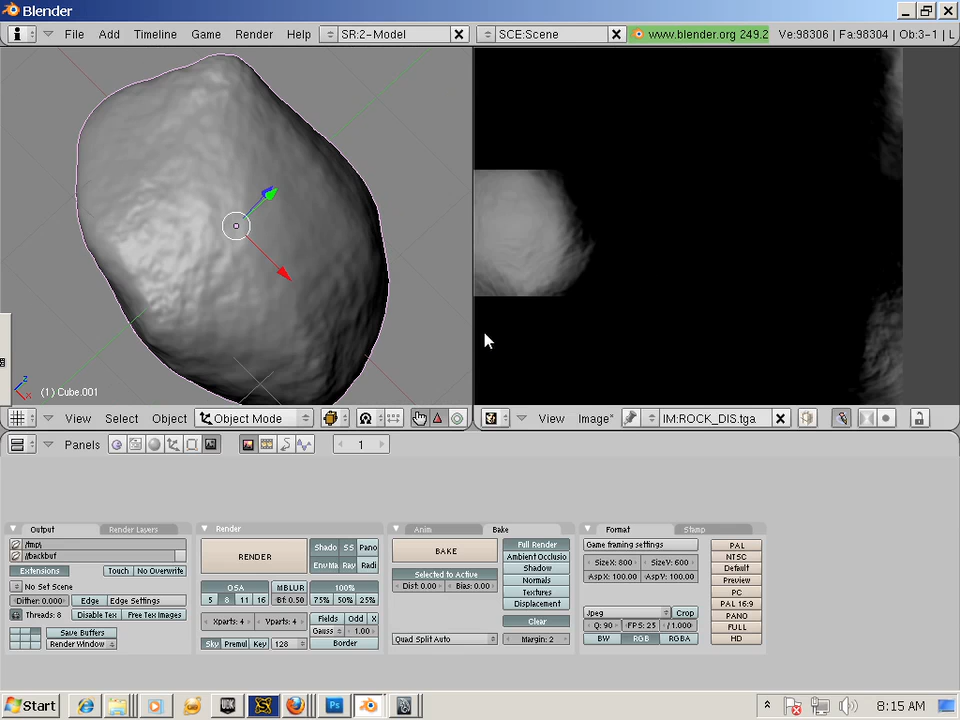 Blender
File Add Timeline Game Render Help SR:2-Model SCE:Scene www.blender.org 249.2 Ve:98306 | Fa:98304 | Ob:3-1 | L
z
x
(1) Cube.001
View Select Object Object Mode View Image* IM:ROCK_DIS.tga
Panels 1
Output Render Layers Render Anim Bake Format Stamp
/tmp\
//backbuf
Extensions Touch No Overwrite
No Set Scene
Dither: 0.000 Edge Edge Settings
Threads: 8 Disable Tex Free Tex Images
Save Buffers
Render Window
RENDER Shado SS Pano
EnvMa Ray Radi
OSA MBLUR 100%
5 8 11 16 Bf: 0.50 75% 50% 25%
Xparts: 4 Yparts: 4 Fields Odd X
Gauss 1.00
Sky Premul Key 128 Border
BAKE Full Render
Ambient Occlusio
Selected to Active Shadow
Dist: 0.00 Bias: 0.00 Normals
Textures
Displacement
Clear
Quad Split Auto Margin: 2
Game framing settings PAL
NTSC
SizeX: 800 SizeY: 600 Default
AspX: 100.00 AspY: 100.00 Preview
PC
PAL 16:9
Jpeg Crop PANO
Q: 90 FPS: 25 / 1.000 FULL
BW RGB RGBA HD
Start UDK Ps 8:15 AM